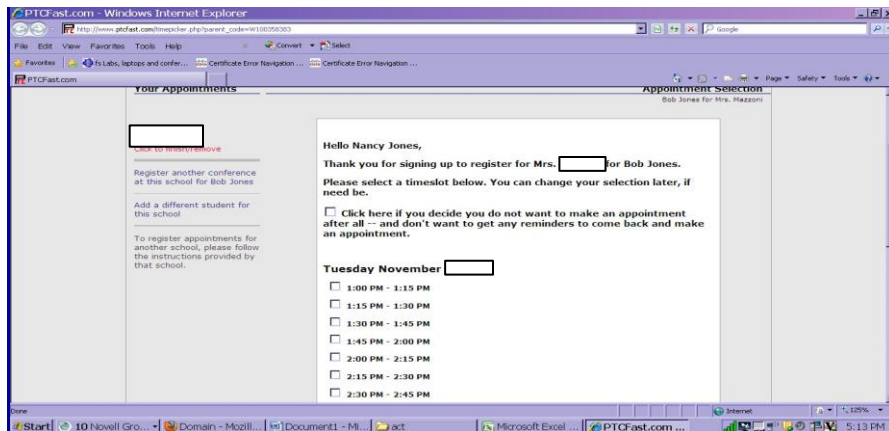 PTCFast.com - Windows Internet Explorer
http://www.ptcfast.com/timepicker.php?parent_code=W100358383
Google
File Edit View Favorites Tools Help
Convert Select
Favorites fs Labs, laptops and confer... Certificate Error Navigation ... Certificate Error Navigation ...
PTCFast.com
Page Safety Tools
Your Appointments
Appointment Selection
Bob Jones for Mrs. Mazzoni
Click to finish/remove
Register another conference
at this school for Bob Jones
Add a different student for
this school
To register appointments for
another school, please follow
the instructions provided by
that school.
Hello Nancy Jones,
Thank you for signing up to register for Mrs. for Bob Jones.
Please select a timeslot below. You can change your selection later, if
need be.
Click here if you decide you do not want to make an appointment
after all -- and don't want to get any reminders to come back and make
an appointment.
Tuesday November
1:00 PM - 1:15 PM
1:15 PM - 1:30 PM
1:30 PM - 1:45 PM
1:45 PM - 2:00 PM
2:00 PM - 2:15 PM
2:15 PM - 2:30 PM
2:30 PM - 2:45 PM
Done
Internet
125%
Start 10 Novell Gro... Domain - Mozill... Document1 - Mi... act Microsoft Excel ... PTCFast.com ... 5:13 PM